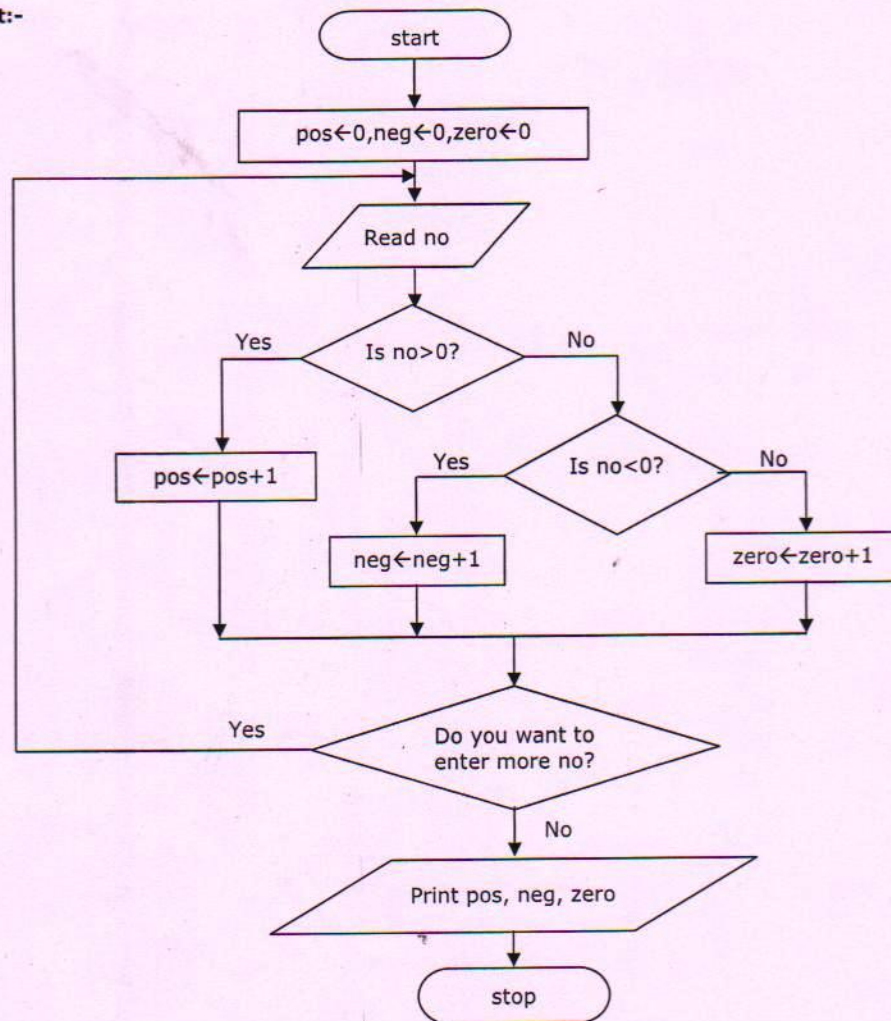 t:-
start
pos←0,neg←0,zero←0
Read no
Yes
Is no>0?
No
Yes
Is no<0?
No
pos←pos+1
neg←neg+1
zero←zero+1
Yes
Do you want to
enter more no?
No
Print pos, neg, zero
stop